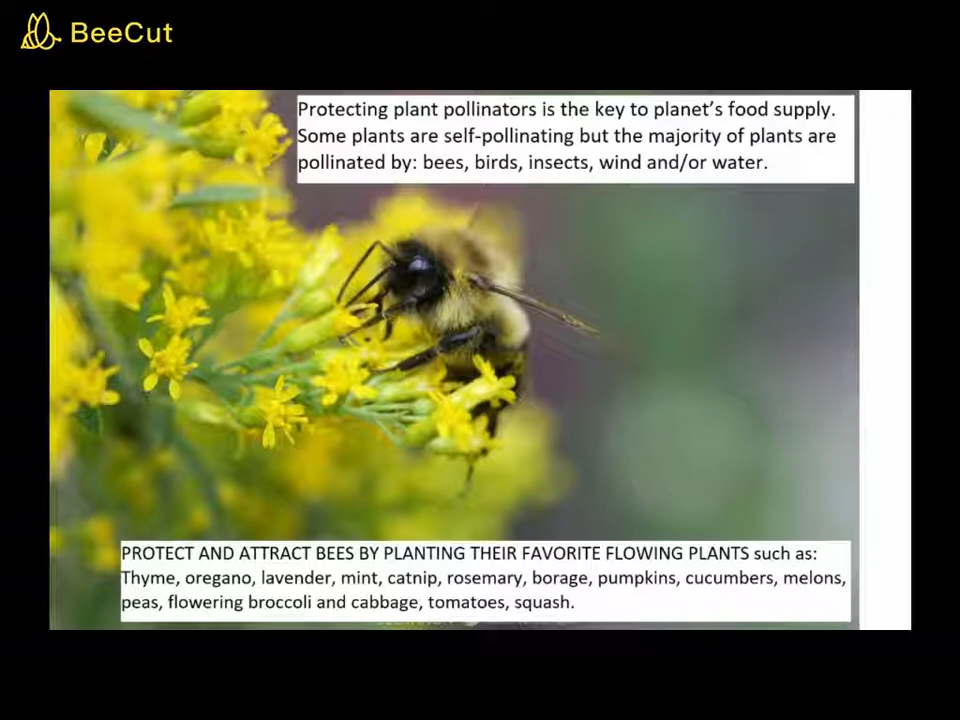 BeeCut
Protecting plant pollinators is the key to planet's food supply.
Some plants are self-pollinating but the majority of plants are
pollinated by: bees, birds, insects, wind and/or water.
PROTECT AND ATTRACT BEES BY PLANTING THEIR FAVORITE FLOWING PLANTS such as:
Thyme, oregano, lavender, mint, catnip, rosemary, borage, pumpkins, cucumbers, melons,
peas, flowering broccoli and cabbage, tomatoes, squash.